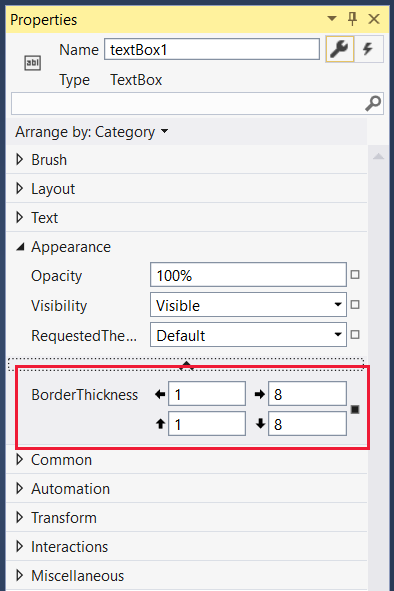 Properties
Name textBox1
abl
Type TextBox
Arrange by: Category
Brush
Layout
Text
Appearance
Opacity 100%
Visibility Visible
RequestedThe... Default
BorderThickness 1 8
1 8
Common
Automation
Transform
Interactions
Miscellaneous